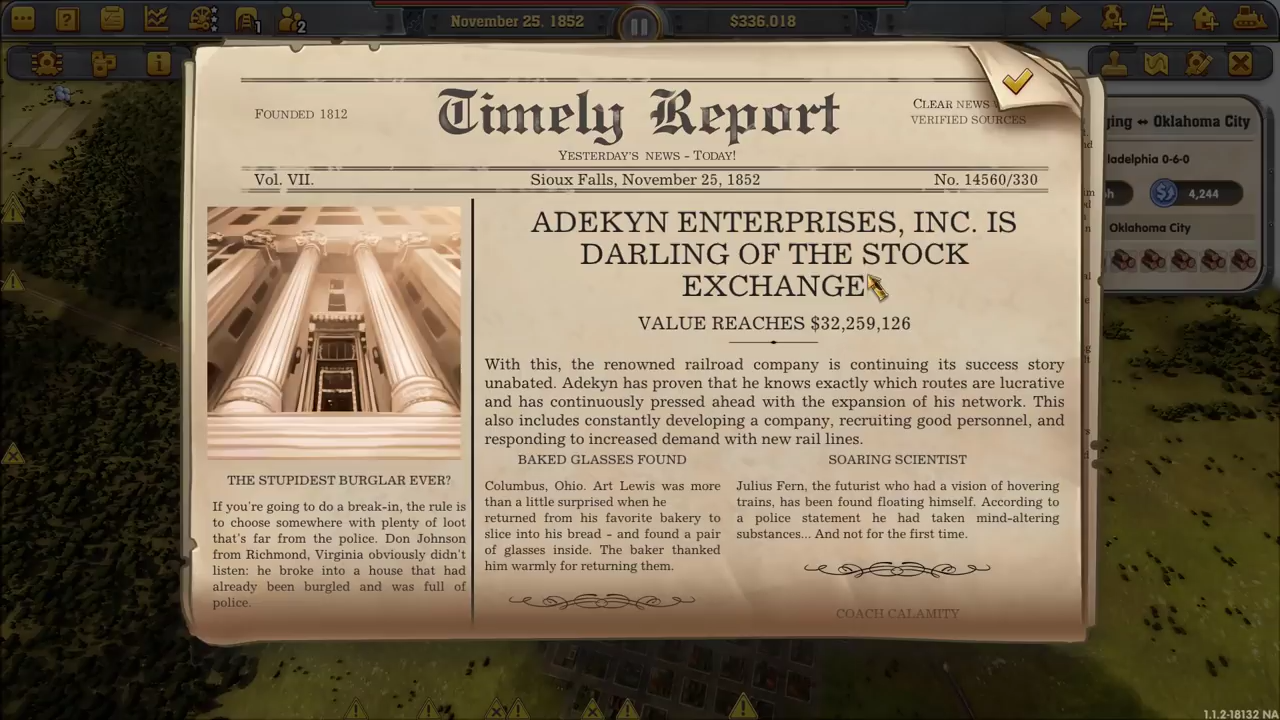 November 25, 1852
$336,018
1
2
FOUNDED 1812
Timely Report
CLEAR NEWS
VERIFIED SOURCES
YESTERDAY'S NEWS - TODAY!
Vol. VII.
Sioux Falls, November 25, 1852
No. 14560/330
ADEKYN ENTERPRISES, INC. IS
DARLING OF THE STOCK
EXCHANGE
VALUE REACHES $32,259,126
With this, the renowned railroad company is continuing its success story
unabated. Adekyn has proven that he knows exactly which routes are lucrative
and has continuously pressed ahead with the expansion of his network. This
also includes constantly developing a company, recruiting good personnel, and
responding to increased demand with new rail lines.
THE STUPIDEST BURGLAR EVER?
If you're going to do a break-in, the rule is
to choose somewhere with plenty of loot
that's far from the police. Don Johnson
from Richmond, Virginia obviously didn't
listen: he broke into a house that had
already been burgled and was full of
police.
BAKED GLASSES FOUND
Columbus, Ohio. Art Lewis was more
than a little surprised when he
returned from his favorite bakery to
slice into his bread - and found a pair
of glasses inside. The baker thanked
him warmly for returning them.
SOARING SCIENTIST
Julius Fern, the futurist who had a vision of hovering
trains, has been found floating himself. According to
a police statement he had taken mind-altering
substances... And not for the first time.
COACH CALAMITY
ging ↔ Oklahoma City
ladelphia 0-6-0
4,244
Oklahoma City
1.1.2-18132 NA